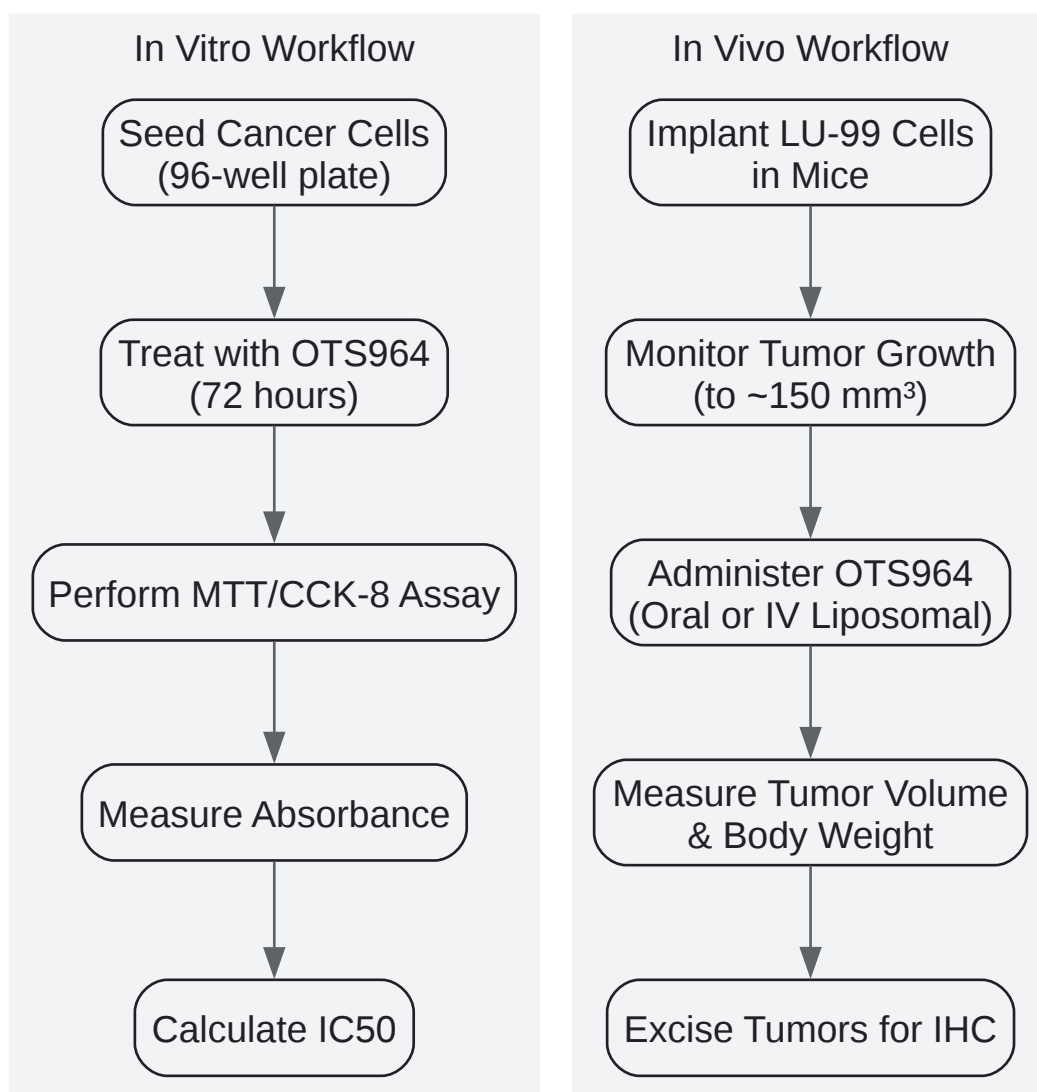 In Vitro Workflow
Seed Cancer Cells
(96-well plate)
Treat with OTS964
(72 hours)
Perform MTT/CCK-8 Assay
Measure Absorbance
Calculate IC50
In Vivo Workflow
Implant LU-99 Cells
in Mice
Monitor Tumor Growth
(to ~150 mm³)
Administer OTS964
(Oral or IV Liposomal)
Measure Tumor Volume
& Body Weight
Excise Tumors for IHC